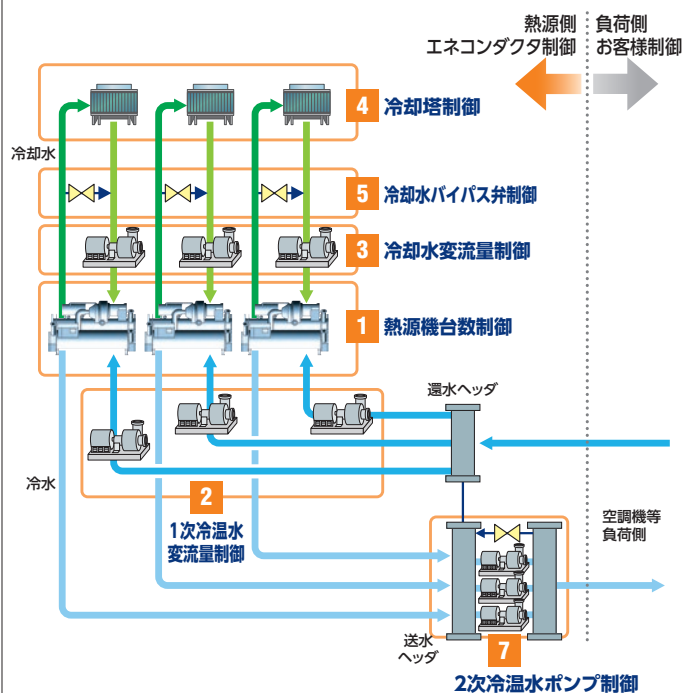 熱源側
エネコンダクタ制御
負荷側
お客様制御
4 冷却塔制御
冷却水
5 冷却水バイパス弁制御
3 冷却水変流量制御
1 熱源機台数制御
還水ヘッダ
冷水
2
1次冷温水
変流量制御
空調機等
負荷側
送水
ヘッダ
7
2次冷温水ポンプ制御